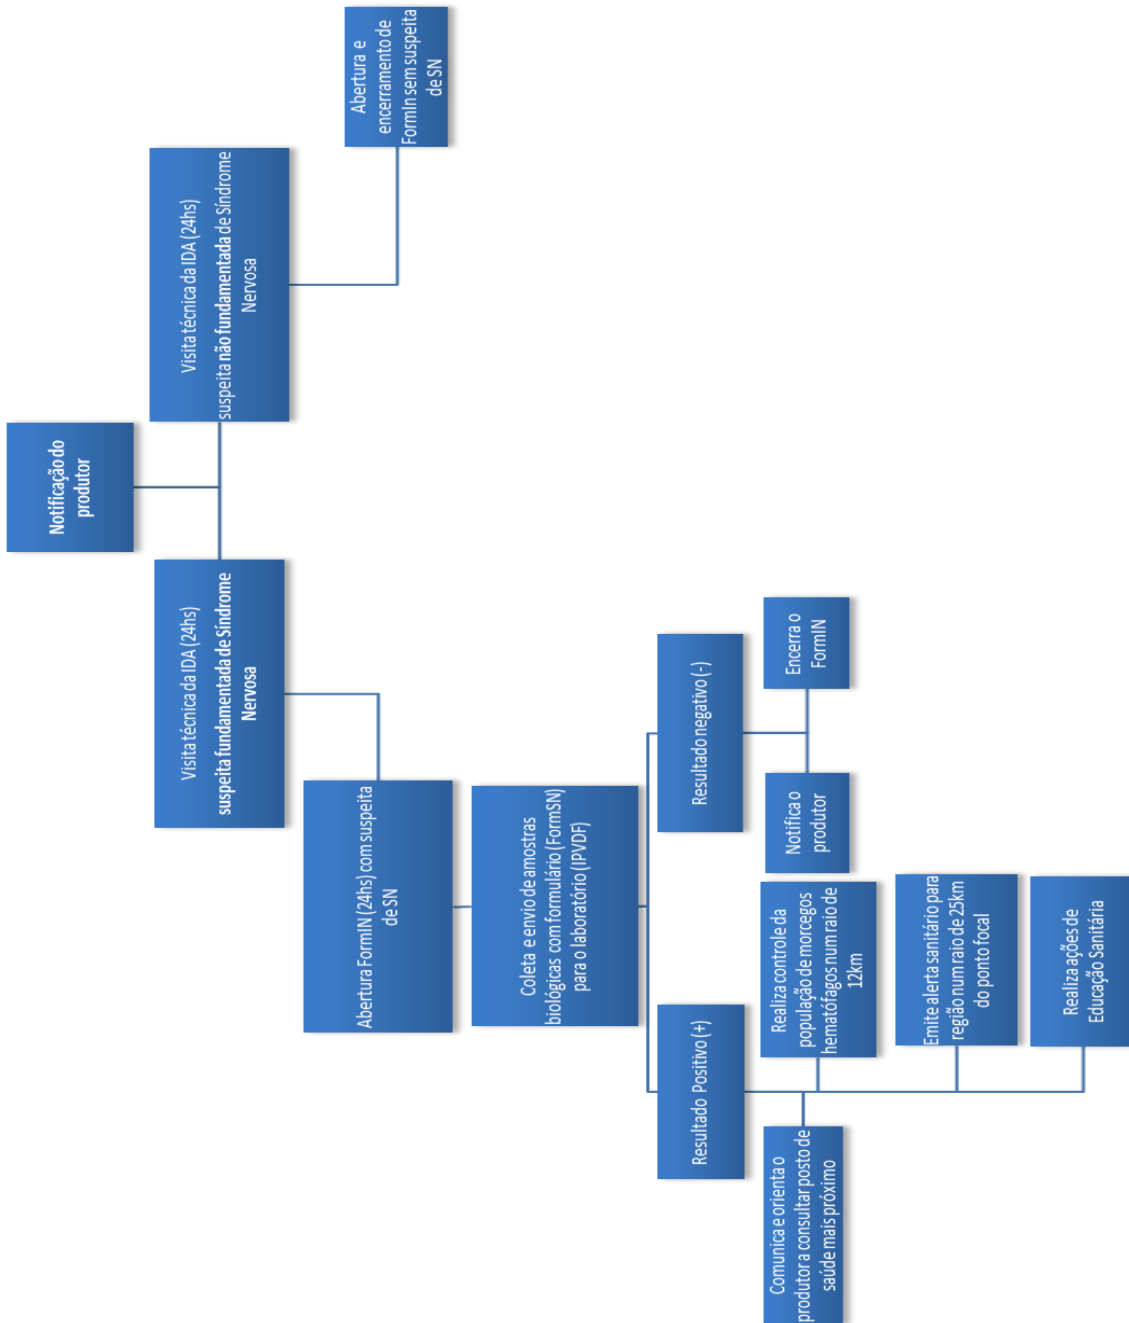 Notificação do
produtor
Visita técnica da IDA (24hs)
suspeita fundamentada de Síndrome
Nervosa
Visita técnica da IDA (24hs)
suspeita não fundamentada de Síndrome
Nervosa
Abertura FormIN (24hs) com suspeita
de SN
Abertura e
encerramento de
FormIn sem suspeita
de SN
Coleta e envio de amostras
biológicas com formulário (FormSN)
para o laboratório (IPVDF)
Resultado Positivo (+)
Resultado negativo (-)
Comunica e orienta o
produtor a consultar posto de
saúde mais próximo
Realiza controle da
população de morcegos
hematófagos num raio de
12km
Emite alerta sanitário para
região num raio de 25km
do ponto focal
Realiza ações de
Educação Sanitária
Notifica o
produtor
Encerra o
FormIN